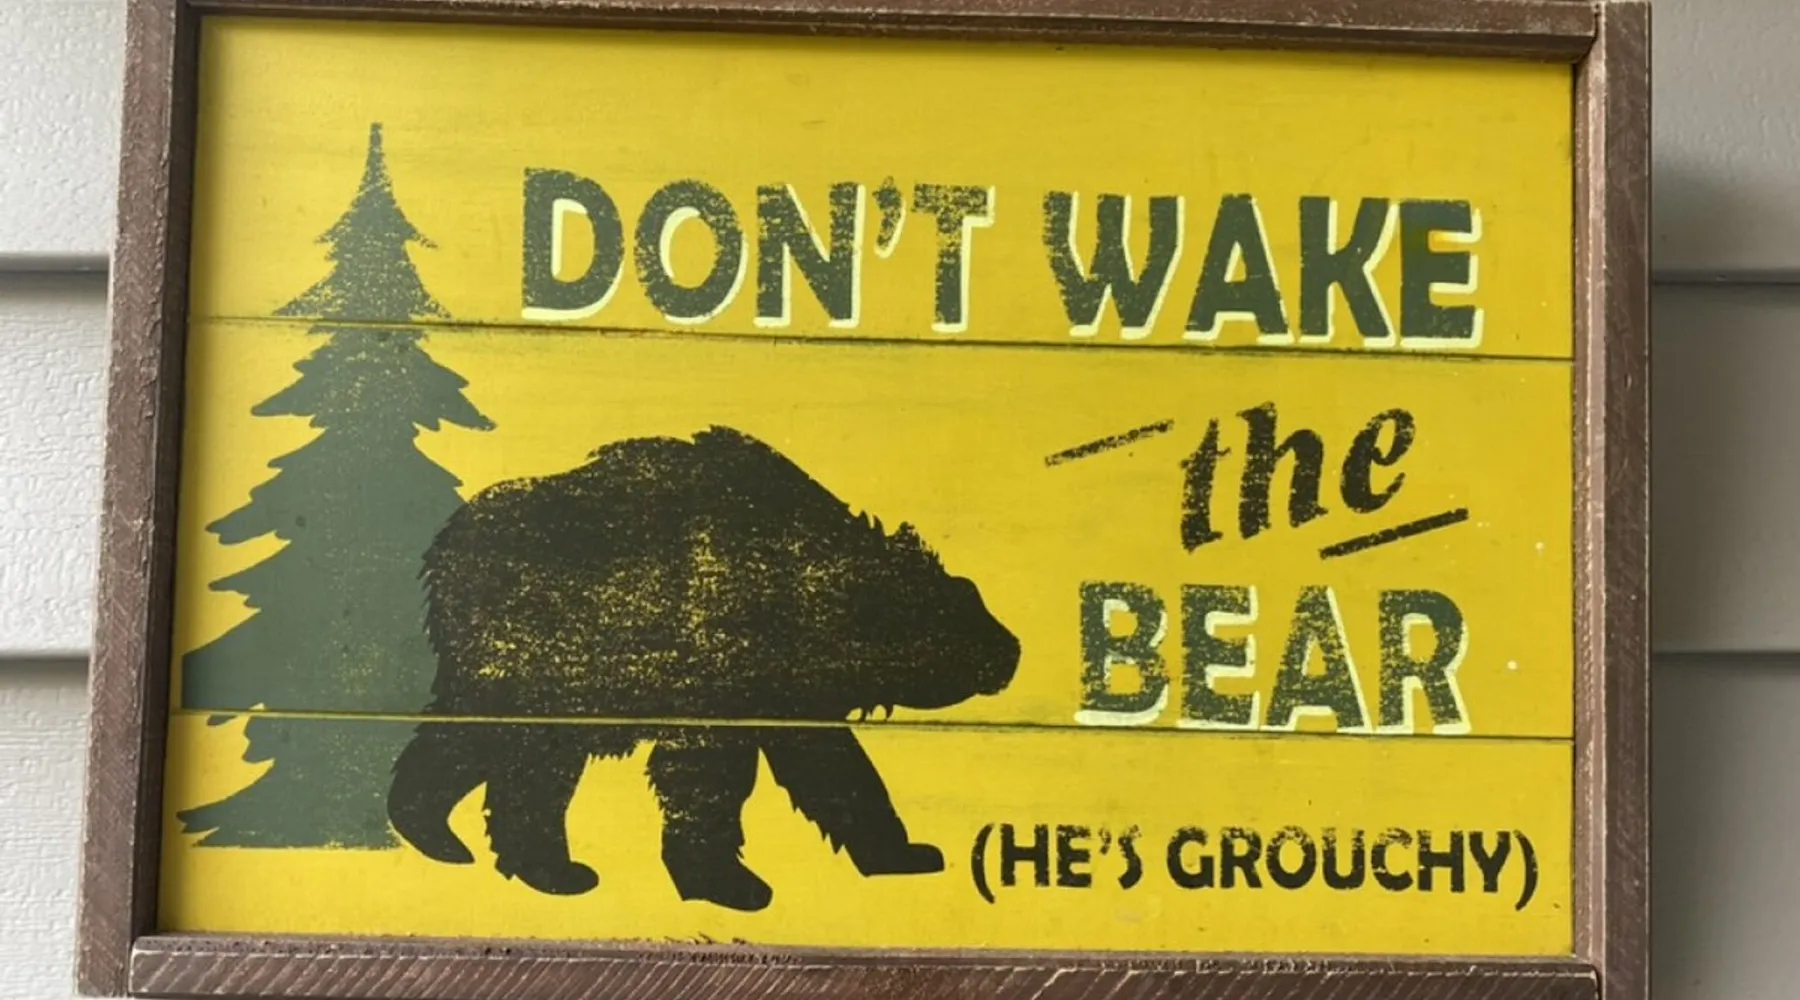 DON'T WAKE
the
BEAR
(HE'S GROUCHY)